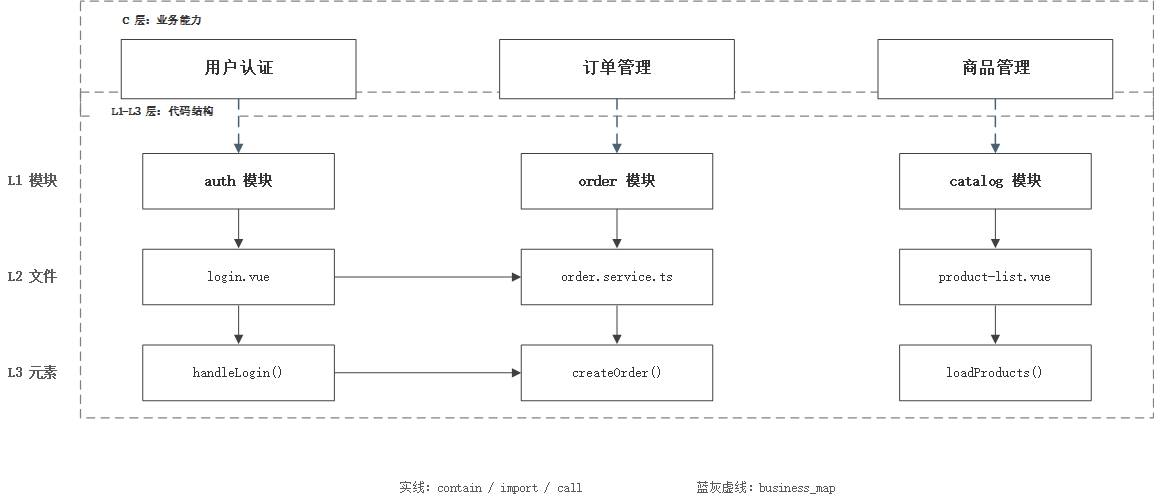 C 层：业务能力
用户认证
订单管理
商品管理
L1-L3 层：代码结构
L1 模块
auth 模块
order 模块
catalog 模块
L2 文件
login.vue
order.service.ts
product-list.vue
L3 元素
handleLogin()
createOrder()
loadProducts()
实线：contain / import / call
蓝灰虚线：business_map